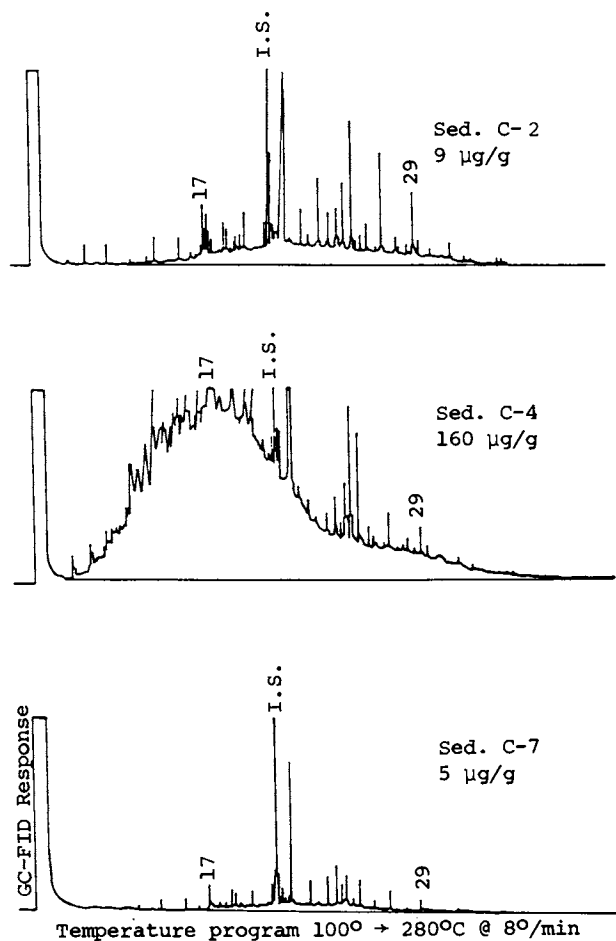 I.S.
Sed. C-2
9 µg/g
17
29
I.S.
17
Sed. C-4
160 µg/g
29
I.S.
Sed. C-7
5 µg/g
GC-FID Response
17
29
Temperature program 100° → 280°C @ 8°/min